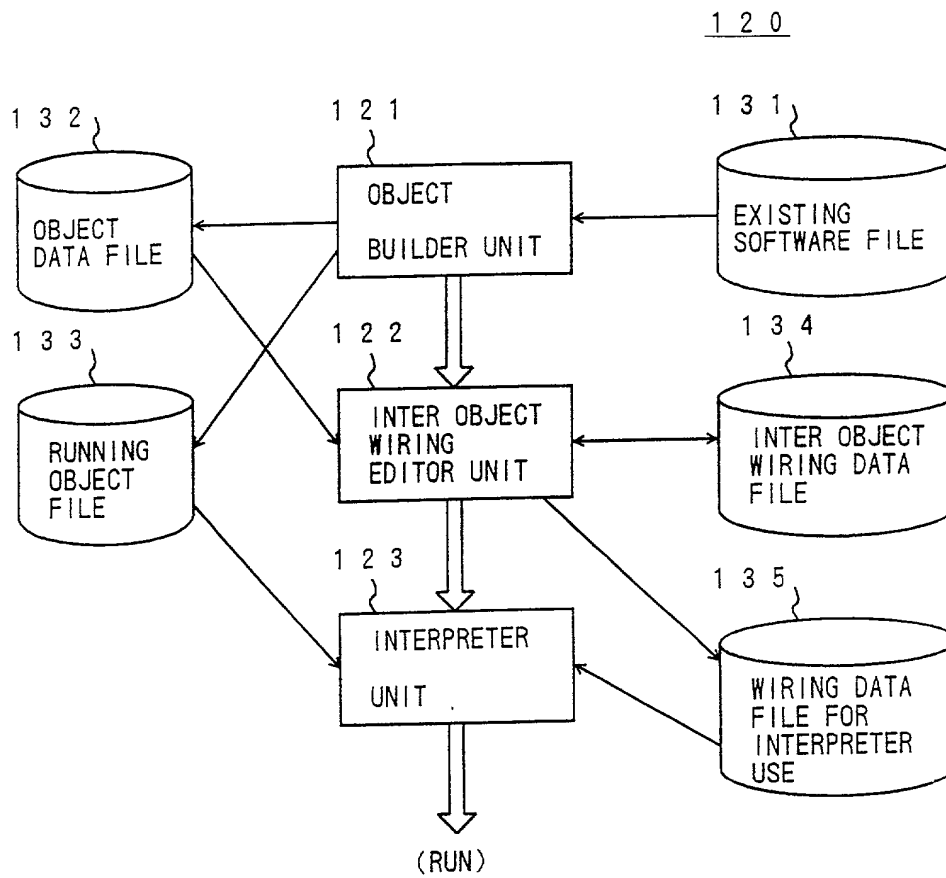 120
132
121
131
OBJECT
DATA FILE
OBJECT
BUILDER UNIT
EXISTING
SOFTWARE FILE
133
122
134
RUNNING
OBJECT
FILE
INTER OBJECT
WIRING
EDITOR UNIT
INTER OBJECT
WIRING DATA
FILE
123
135
INTERPRETER
UNIT
WIRING DATA
FILE FOR
INTERPRETER
USE
(RUN)